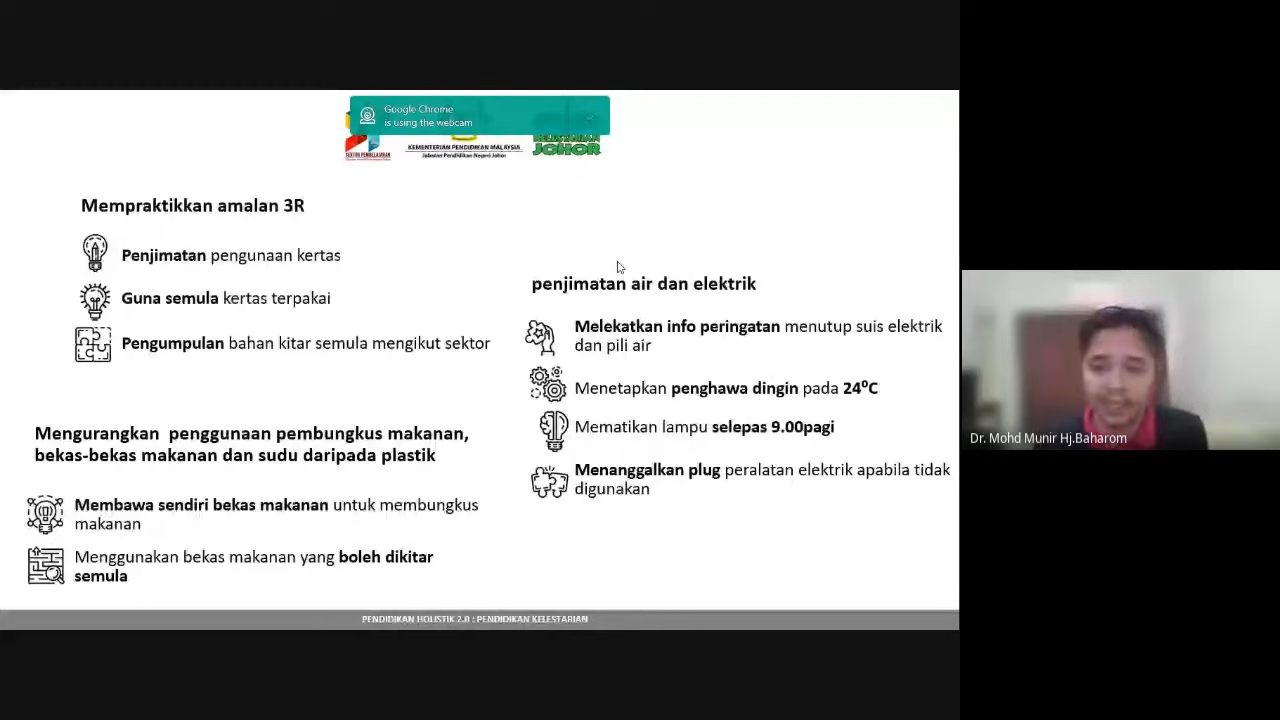 Google Chrome
is using the webcam
SEKTOR PEMBELAJARAN
KEMENTERIAN PENDIDIKAN MALAYSIA
Jabatan Pendidikan Negeri Johor
JOHOR
Mempraktikkan amalan 3R
Penjimatan pengunaan kertas
Guna semula kertas terpakai
Pengumpulan bahan kitar semula mengikut sektor
Mengurangkan penggunaan pembungkus makanan,
bekas-bekas makanan dan sudu daripada plastik
Membawa sendiri bekas makanan untuk membungkus
makanan
Menggunakan bekas makanan yang boleh dikitar
semula
penjimatan air dan elektrik
Melekatkan info peringatan menutup suis elektrik
dan pili air
Menetapkan penghawa dingin pada 24⁰C
Mematikan lampu selepas 9.00pagi
Menanggalkan plug peralatan elektrik apabila tidak
digunakan
Dr. Mohd Munir Hj.Baharom
PENDIDIKAN HOLISTIK 2.0 : PENDIDIKAN KELESTARIAN